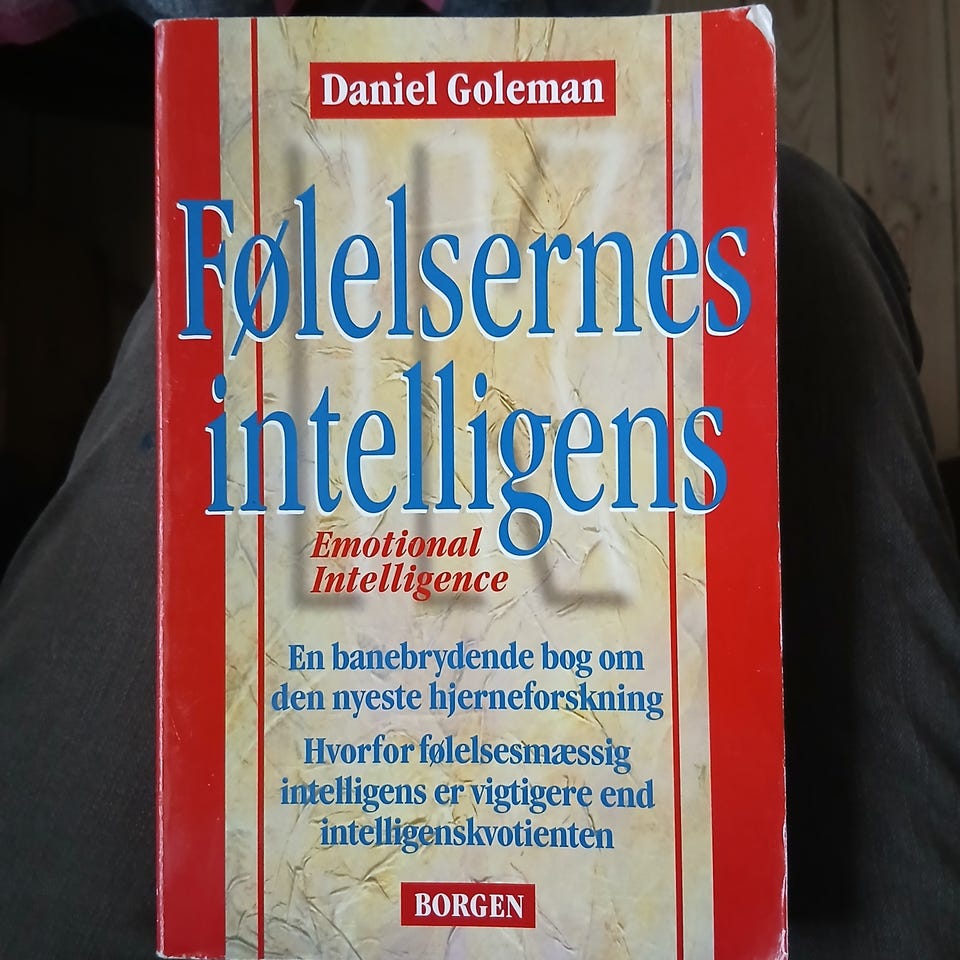 Daniel Goleman
Følelsernes
intelligens
Emotional
Intelligence
En banebrydende bog om
den nyeste hjerneforskning
Hvorfor følelsesmæssig
intelligens er vigtigere end
intelligenskvotienten
BORGEN